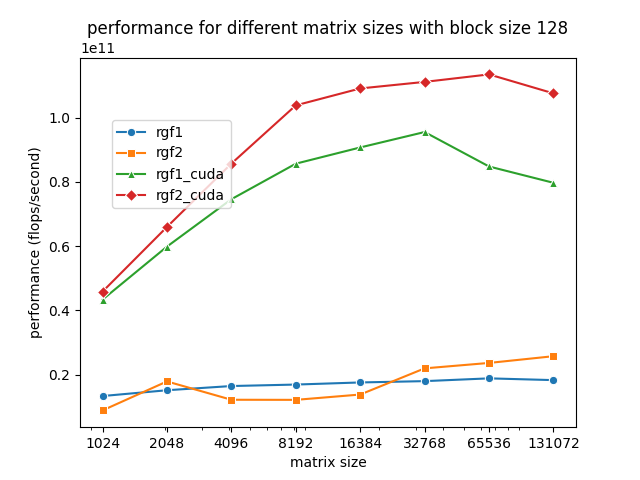 performance for different matrix sizes with block size 128
1e11
1.0
0.8
0.6
0.4
0.2
performance (flops/second)
rgf1
rgf2
rgf1_cuda
rgf2_cuda
1024 2048 4096 8192 16384 32768 65536 131072
matrix size